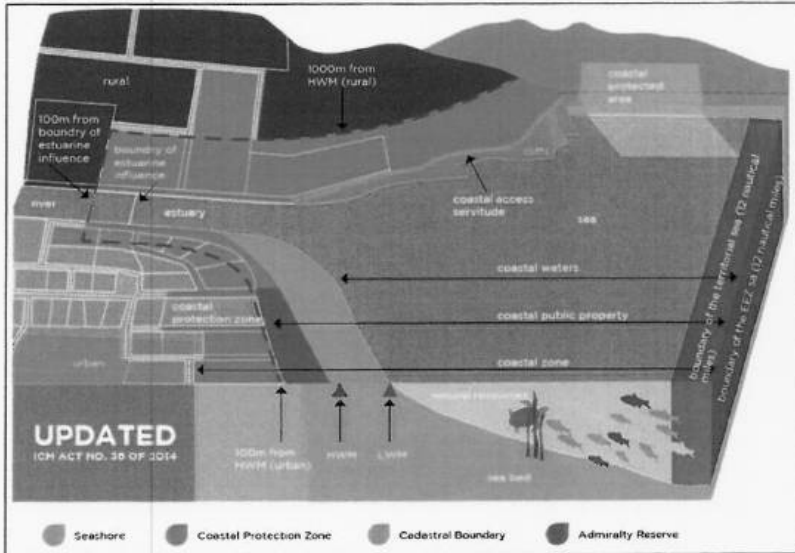 rural
1000m from
HWM (rural)
coastal
protected
area
100m from
boundry of
estuarine
influence
boundry of
estuarine
influence
river
estuary
coastal access
servitude
sea
coastal waters
coastal
protection zone
coastal public property
urban
coastal zone
boundary of the territorial sea (12 nautical
miles)
boundary of the EEZ sa (12 nautical miles)
natural resources
UPDATED
ICM ACT NO. 36 OF 2014
100m from
HWM (urban)
HWM
LWM
sea bed
Seashore
Coastal Protection Zone
Cadastral Boundary
Admiralty Reserve